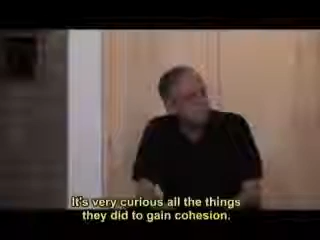 It's very curious all the things
they did to gain cohesion.